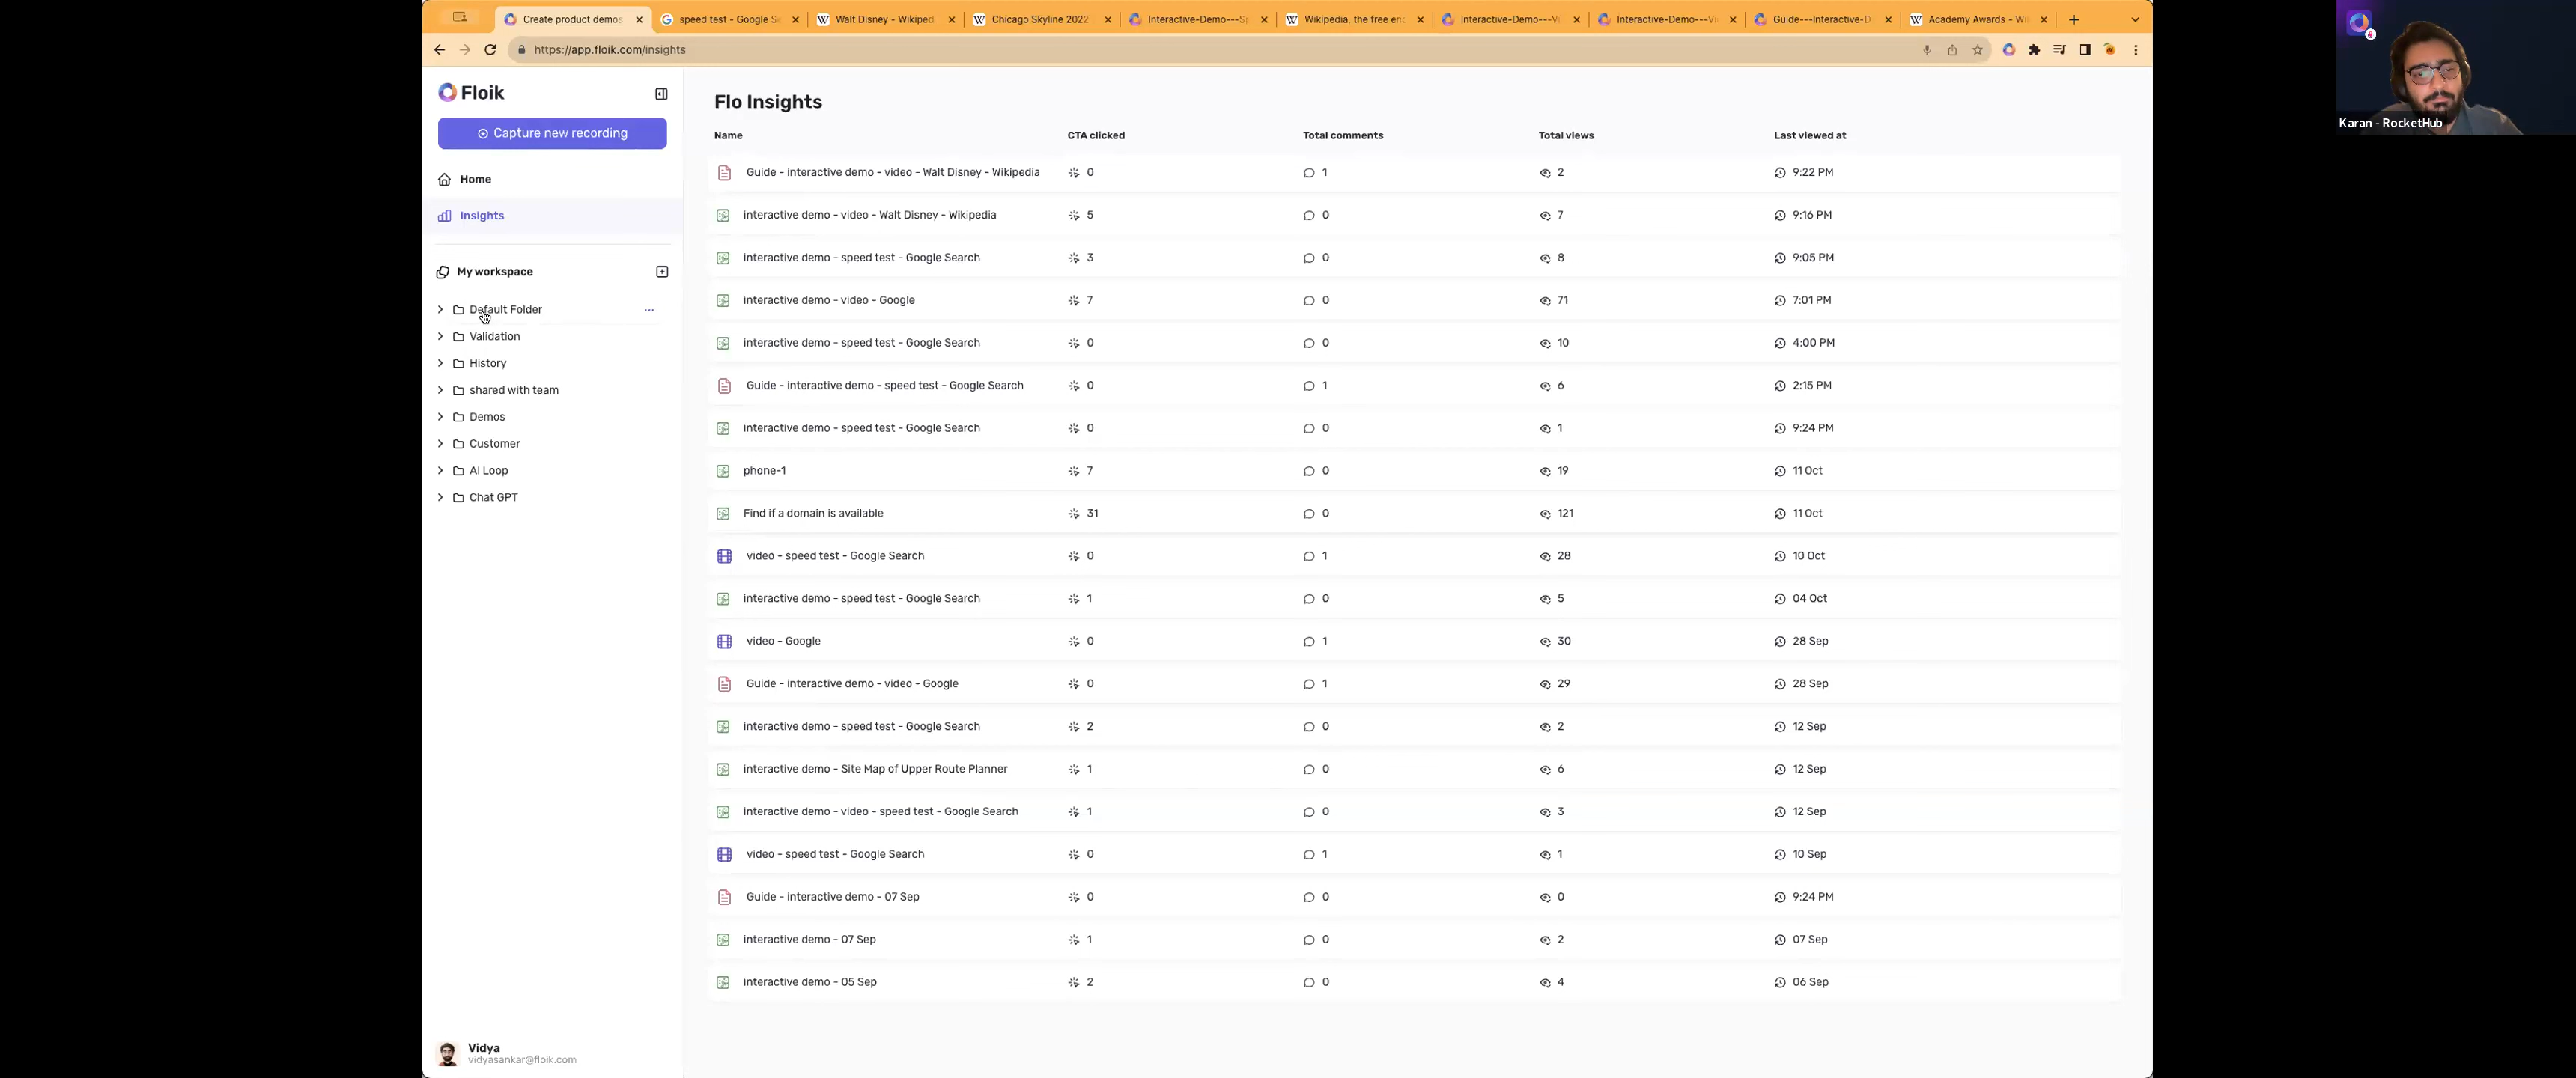 Create product demos
speed test - Google Se
Walt Disney - Wikiped
Chicago Skyline 2022
Interactive-Demo---Sp
Wikipedia, the free en
Interactive-Demo---Vi
Interactive-Demo---Vi
Guide---Interactive-D
Academy Awards - Wi
https://app.floik.com/insights
Floik
Capture new recording
Home
Insights
My workspace
Default Folder
Validation
History
shared with team
Demos
Customer
AI Loop
Chat GPT
Vidya
vidyasankar@floik.com
Flo Insights
Name CTA clicked Total comments Total views Last viewed at
Guide - interactive demo - video - Walt Disney - Wikipedia 0 1 2 9:22 PM
interactive demo - video - Walt Disney - Wikipedia 5 0 7 9:16 PM
interactive demo - speed test - Google Search 3 0 8 9:05 PM
interactive demo - video - Google 7 0 71 7:01 PM
interactive demo - speed test - Google Search 0 0 10 4:00 PM
Guide - interactive demo - speed test - Google Search 0 1 6 2:15 PM
interactive demo - speed test - Google Search 0 0 1 9:24 PM
phone-1 7 0 19 11 Oct
Find if a domain is available 31 0 121 11 Oct
video - speed test - Google Search 0 1 28 10 Oct
interactive demo - speed test - Google Search 1 0 5 04 Oct
video - Google 0 1 30 28 Sep
Guide - interactive demo - video - Google 0 1 29 28 Sep
interactive demo - speed test - Google Search 2 0 2 12 Sep
interactive demo - Site Map of Upper Route Planner 1 0 6 12 Sep
interactive demo - video - speed test - Google Search 1 0 3 12 Sep
video - speed test - Google Search 0 1 1 10 Sep
Guide - interactive demo - 07 Sep 0 0 0 9:24 PM
interactive demo - 07 Sep 1 0 2 07 Sep
interactive demo - 05 Sep 2 0 4 06 Sep
Karan - RocketHub